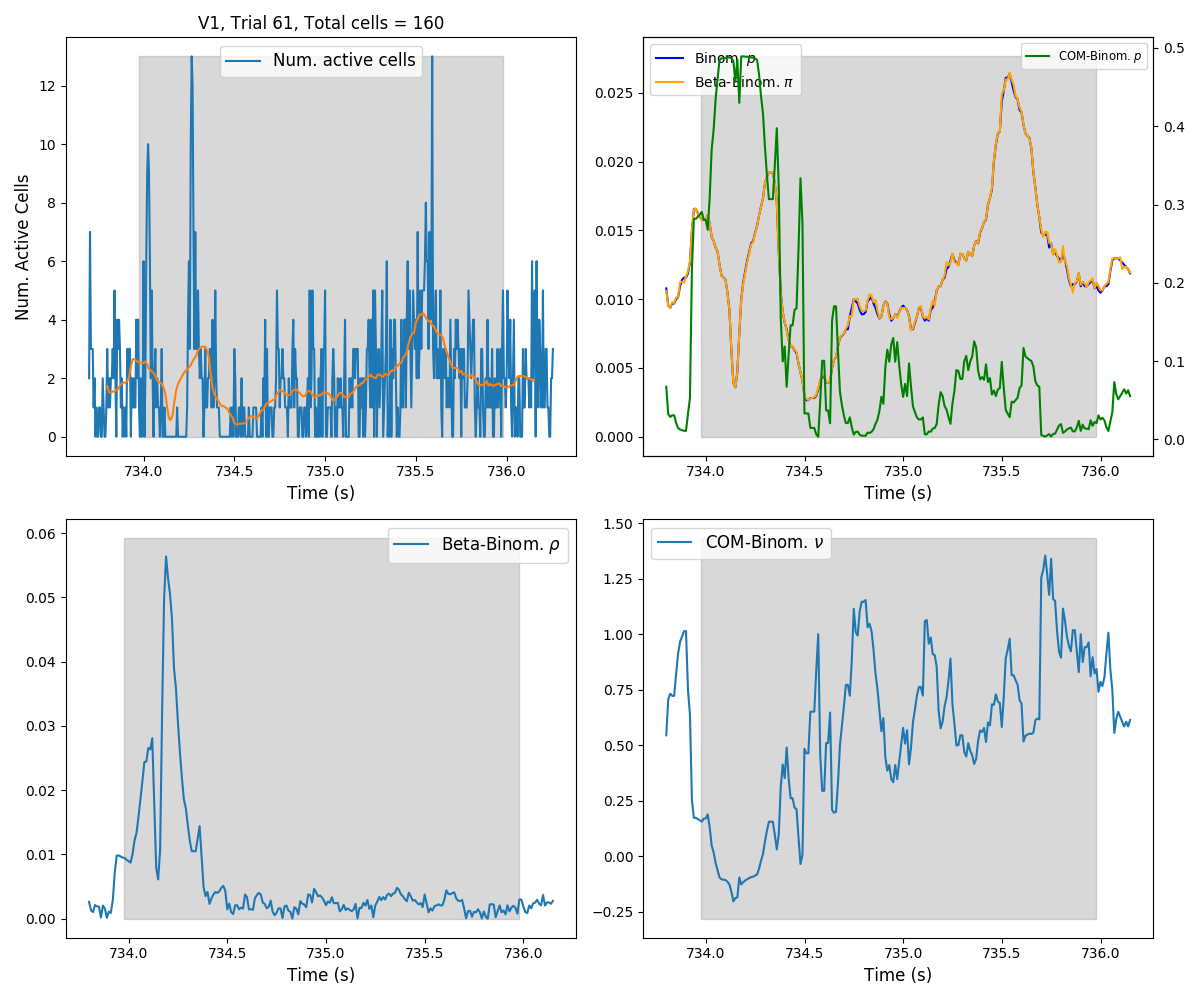 V1, Trial 61, Total cells = 160
Num. active cells
Num. Active Cells
12
10
8
6
4
2
0
734.0 734.5 735.0 735.5 736.0
Time (s)
Binom. p
Beta-Binom. π
COM-Binom. p
0.025
0.020
0.015
0.010
0.005
0.000
0.5
0.4
0.3
0.2
0.1
0.0
734.0 734.5 735.0 735.5 736.0
Time (s)
Beta-Binom. ρ
0.06
0.05
0.04
0.03
0.02
0.01
0.00
734.0 734.5 735.0 735.5 736.0
Time (s)
COM-Binom. ν
1.50
1.25
1.00
0.75
0.50
0.25
0.00
−0.25
734.0 734.5 735.0 735.5 736.0
Time (s)